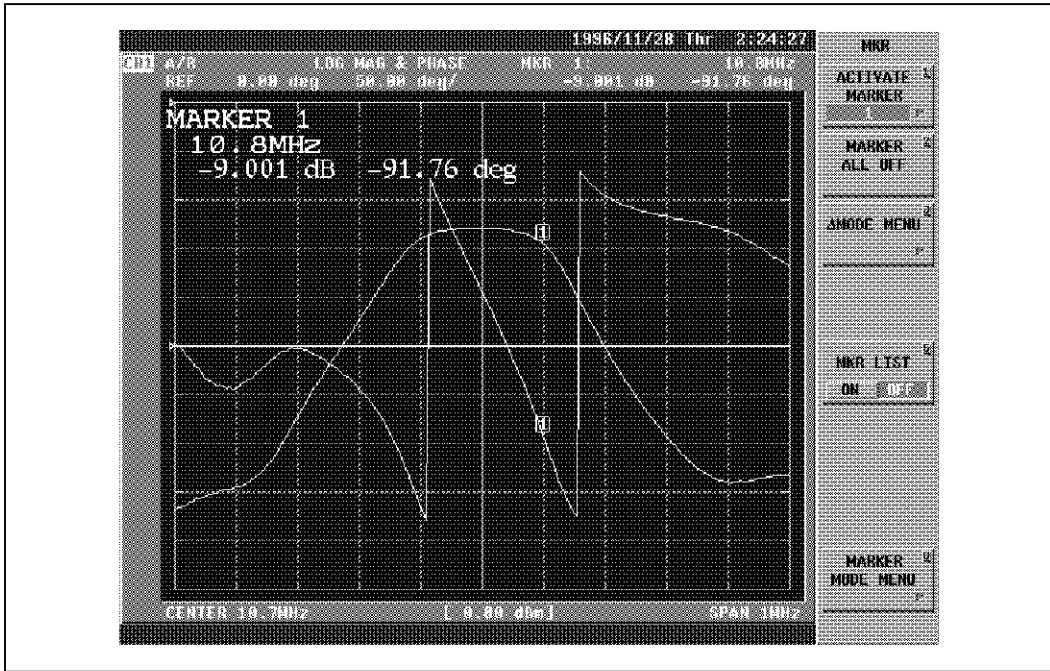 1996/11/28 Thr 2:24:27
CH1 A/R LOG MAG & PHASE MKR 1: 10.8MHz
REF 0.00 deg 50.00 deg/ -9.001 dB -91.76 deg
MARKER 1
10.8MHz
-9.001 dB -91.76 deg
1
1
CENTER 10.7MHz [ 0.00 dBm] SPAN 1MHz
MKR
ACTIVATE
MARKER
1
MARKER
ALL OFF
ΔMODE MENU
MKR LIST
ON OFF
MARKER
MODE MENU